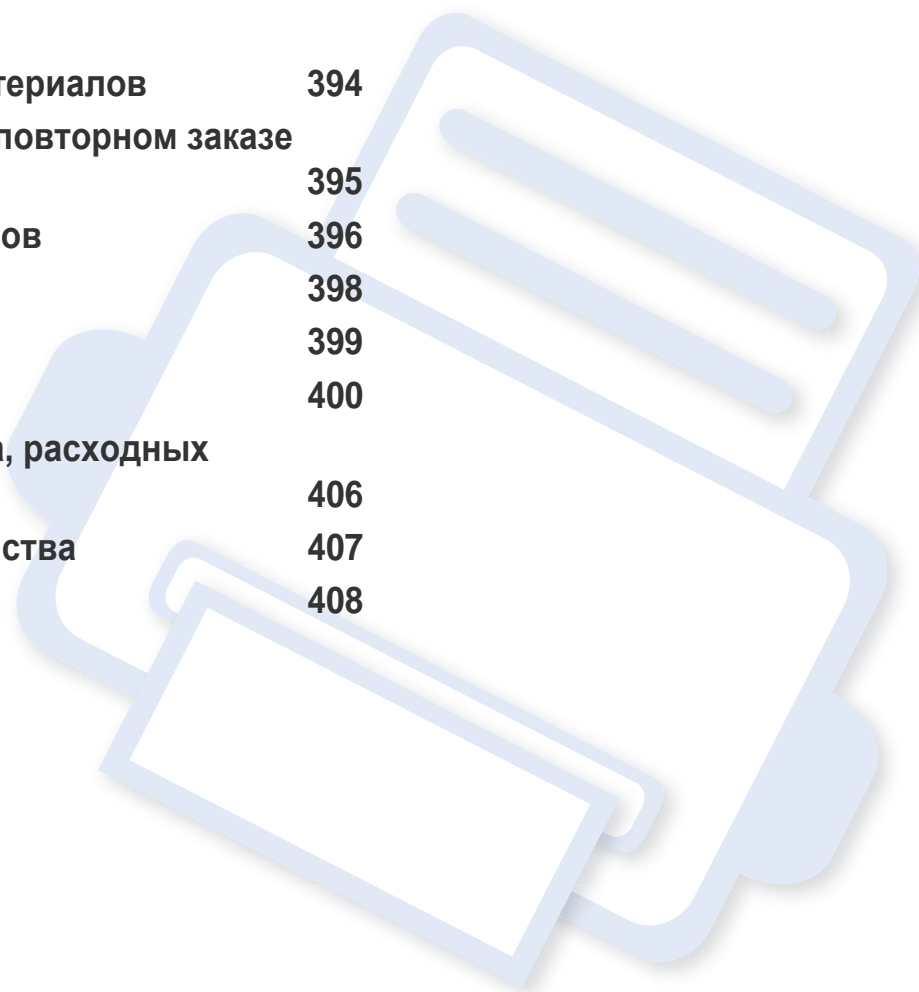 териалов 394
повторном заказе
395
ов 396
398
399
400
а, расходных
406
ства 407
408